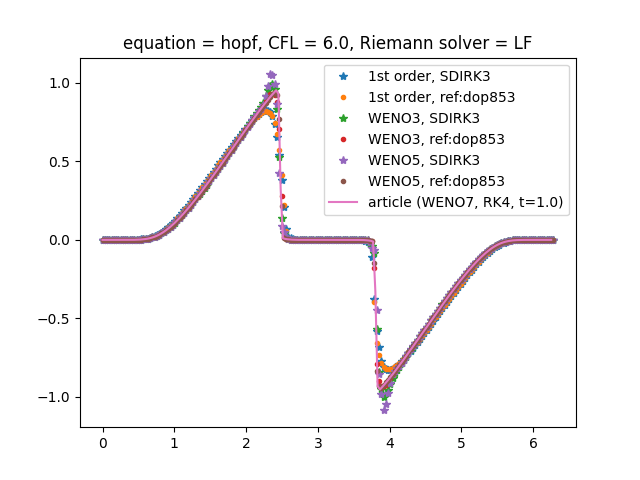 equation = hopf, CFL = 6.0, Riemann solver = LF
1st order, SDIRK3
1st order, ref:dop853
WENO3, SDIRK3
WENO3, ref:dop853
WENO5, SDIRK3
WENO5, ref:dop853
article (WENO7, RK4, t=1.0)
1.0
0.5
0.0
−0.5
−1.0
0 1 2 3 4 5 6